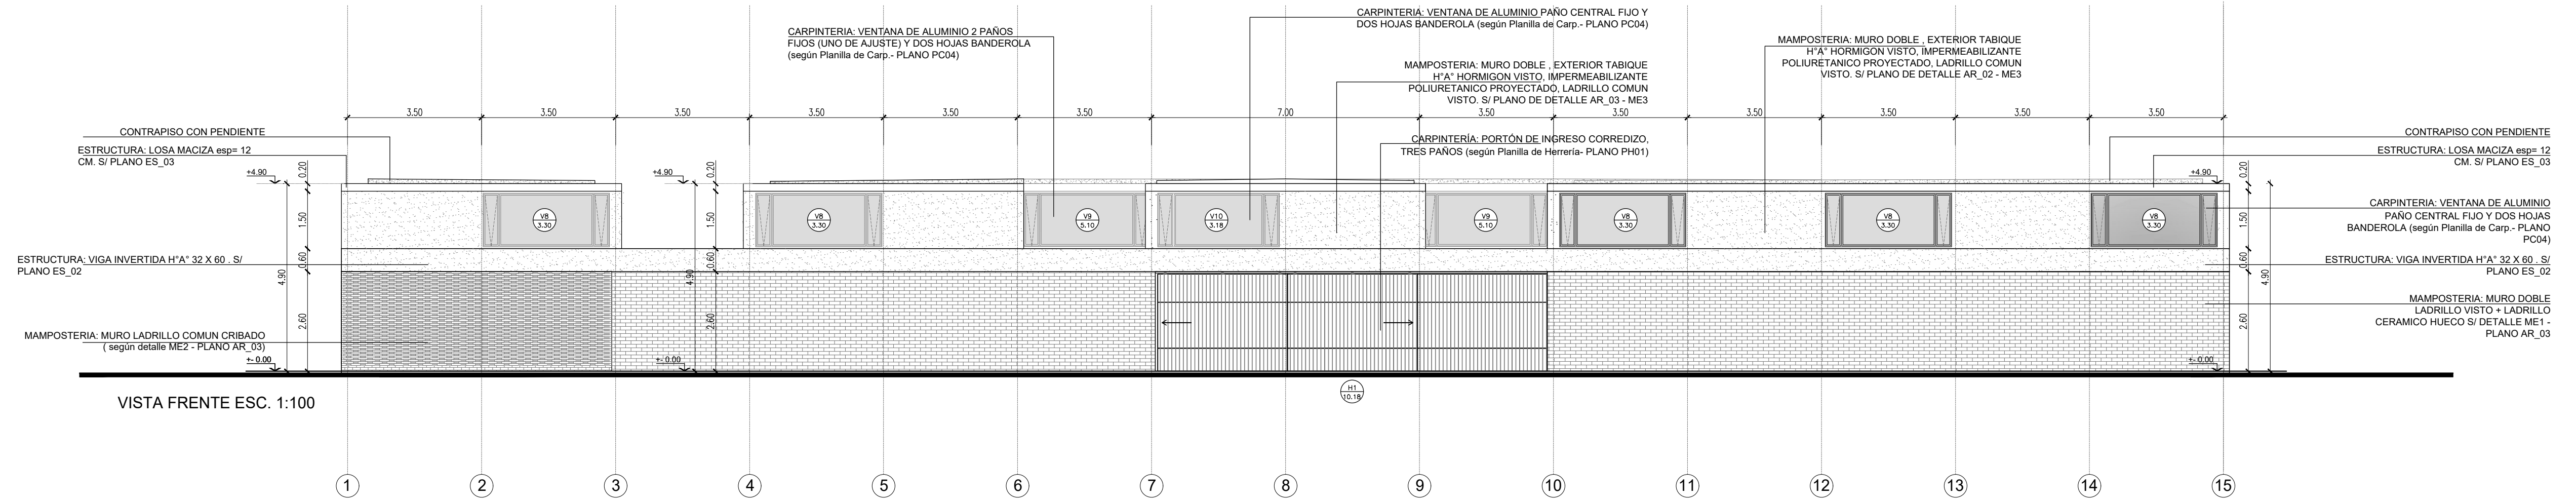 CARPINTERIA: VENTANA DE ALUMINIO 2 PAÑOS
FIJOS (UNO DE AJUSTE) Y DOS HOJAS BANDEROLA
(según Planilla de Carp.- PLANO PC04)
CARPINTERIA: VENTANA DE ALUMINIO PAÑO CENTRAL FIJO Y
DOS HOJAS BANDEROLA (según Planilla de Carp.- PLANO PC04)
MAMPOSTERIA: MURO DOBLE , EXTERIOR TABIQUE
H°A° HORMIGON VISTO, IMPERMEABILIZANTE
POLIURETANICO PROYECTADO, LADRILLO COMUN
VISTO. S/ PLANO DE DETALLE AR_03 - ME3
MAMPOSTERIA: MURO DOBLE , EXTERIOR TABIQUE
H°A° HORMIGON VISTO, IMPERMEABILIZANTE
POLIURETANICO PROYECTADO, LADRILLO COMUN
VISTO. S/ PLANO DE DETALLE AR_02 - ME3
3.50
3.50
3.50
3.50
3.50
3.50
7.00
3.50
3.50
3.50
3.50
3.50
3.50
CARPINTERÍA: PORTÓN DE INGRESO CORREDIZO,
TRES PAÑOS (según Planilla de Herrería- PLANO PH01)
CONTRAPISO CON PENDIENTE
ESTRUCTURA: LOSA MACIZA esp= 12
CM. S/ PLANO ES_03
+4.90
0.20
1.50
0.60
4.90
2.60
ESTRUCTURA: VIGA INVERTIDA H°A° 32 X 60 . S/
PLANO ES_02
MAMPOSTERIA: MURO LADRILLO COMUN CRIBADO
( según detalle ME2 - PLANO AR_03)
+- 0.00
+4.90
0.20
1.50
0.60
4.90
2.60
+- 0.00
V8
3.30
V8
3.30
V9
5.10
V10
3.18
V9
5.10
V8
3.30
V8
3.30
V8
3.30
CONTRAPISO CON PENDIENTE
ESTRUCTURA: LOSA MACIZA esp= 12
CM. S/ PLANO ES_03
+4.90
0.20
1.50
0.60
4.90
2.60
+- 0.00
CARPINTERIA: VENTANA DE ALUMINIO
PAÑO CENTRAL FIJO Y DOS HOJAS
BANDEROLA (según Planilla de Carp.- PLANO
PC04)
ESTRUCTURA: VIGA INVERTIDA H°A° 32 X 60 . S/
PLANO ES_02
MAMPOSTERIA: MURO DOBLE
LADRILLO VISTO + LADRILLO
CERAMICO HUECO S/ DETALLE ME1 -
PLANO AR_03
H1
10.18
VISTA FRENTE ESC. 1:100
1
2
3
4
5
6
7
8
9
10
11
12
13
14
15